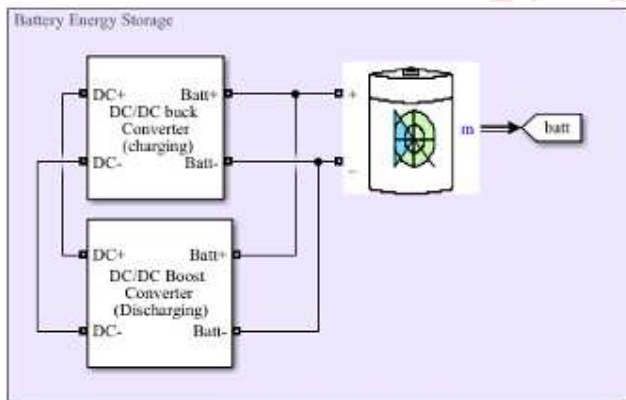 Battery Energy Storage
DC+ Batt+
DC/DC buck
Converter
(charging)
DC- Batt-
+
-
m
batt
DC+ Batt+
DC/DC Boost
Converter
(Discharging)
DC- Batt-